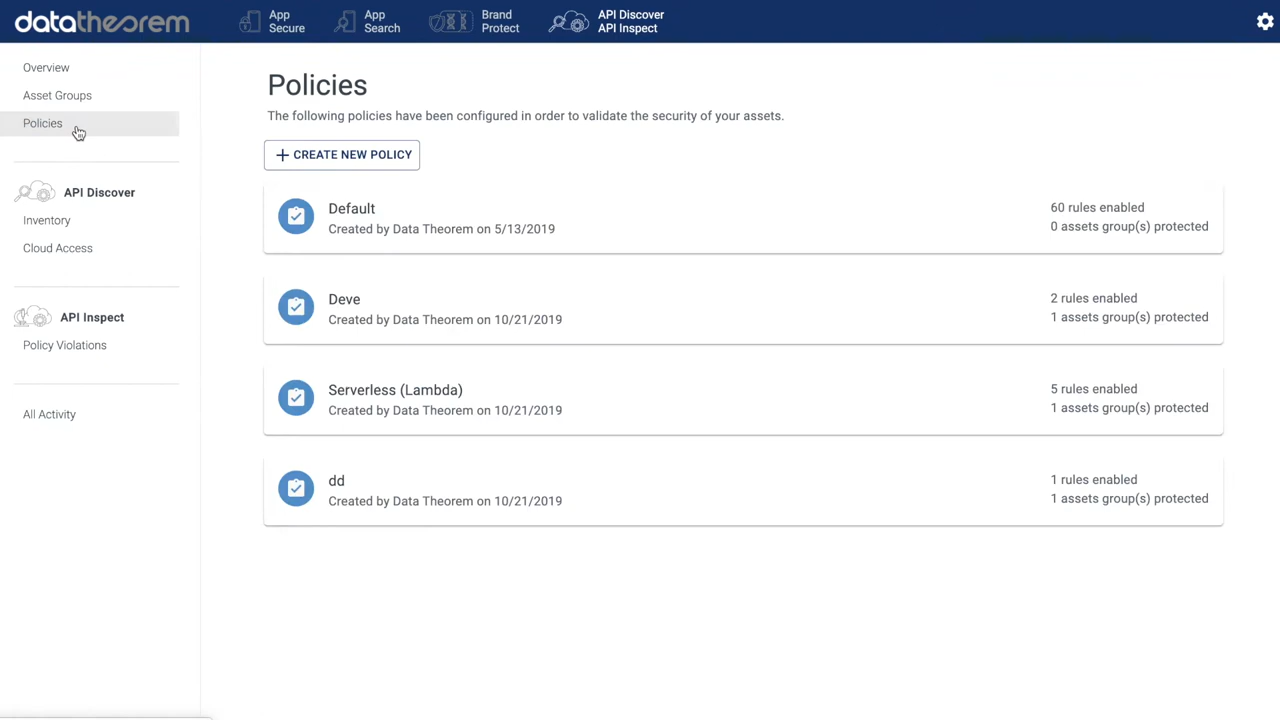 datatheorem
App
Secure
App
Search
Brand
Protect
API Discover
API Inspect
Overview
Asset Groups
Policies
API Discover
Inventory
Cloud Access
API Inspect
Policy Violations
All Activity
Policies
The following policies have been configured in order to validate the security of your assets.
CREATE NEW POLICY
Default
Created by Data Theorem on 5/13/2019
60 rules enabled
0 assets group(s) protected
Deve
Created by Data Theorem on 10/21/2019
2 rules enabled
1 assets group(s) protected
Serverless (Lambda)
Created by Data Theorem on 10/21/2019
5 rules enabled
1 assets group(s) protected
dd
Created by Data Theorem on 10/21/2019
1 rules enabled
1 assets group(s) protected